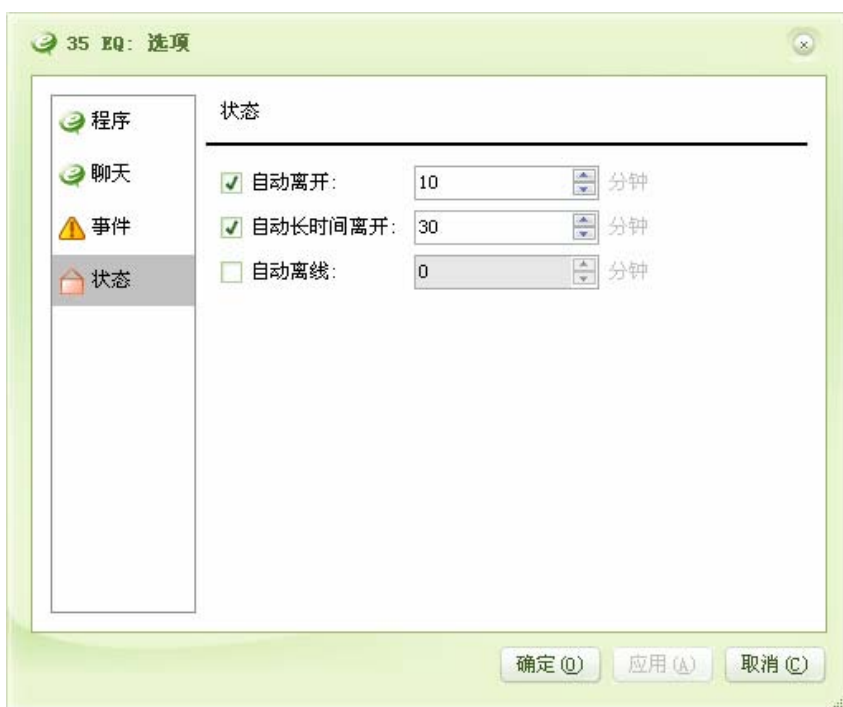 35 EQ: 选项
程序
聊天
事件
状态
状态
自动离开: 10 分钟
自动长时间离开: 30 分钟
自动离线: 0 分钟
确定(O) 应用(A) 取消(C)